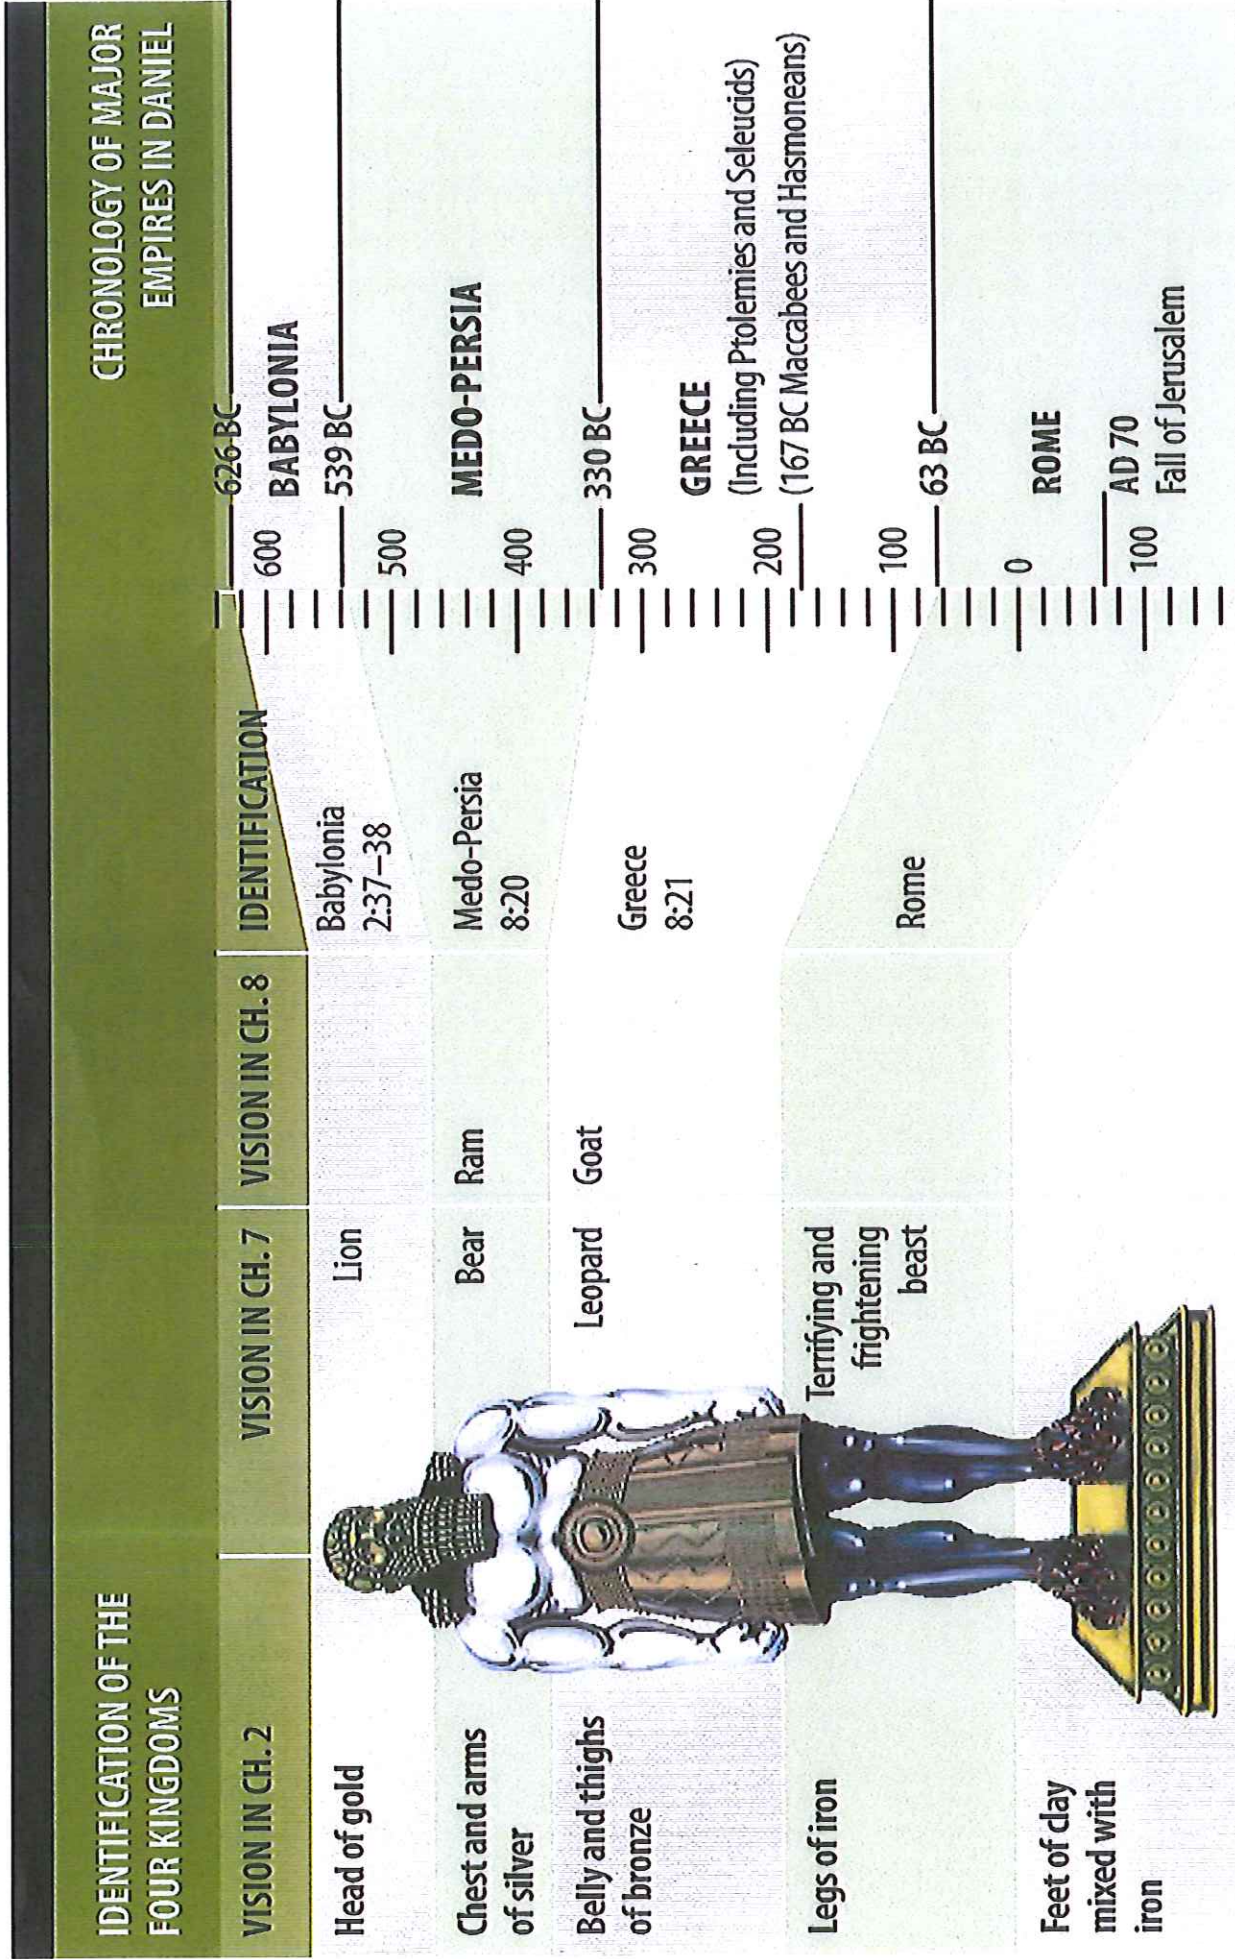 IDENTIFICATION OF THE
FOUR KINGDOMS
CHRONOLOGY OF MAJOR
EMPIRES IN DANIEL
VISION IN CH. 2
VISION IN CH. 7
VISION IN CH. 8
IDENTIFICATION
Head of gold
Lion
Babylonia
2:37–38
Chest and arms
of silver
Bear
Ram
Medo-Persia
8:20
Belly and thighs
of bronze
Leopard
Goat
Greece
8:21
Legs of iron
Terrifying and
frightening
beast
Rome
Feet of clay
mixed with
iron
626 BC
600
BABYLONIA
539 BC
500
MEDO-PERSIA
400
330 BC
300
GREECE
(Including Ptolemies and Seleucids)
200
(167 BC Maccabees and Hasmoneans)
100
63 BC
0
ROME
AD 70
100
Fall of Jerusalem